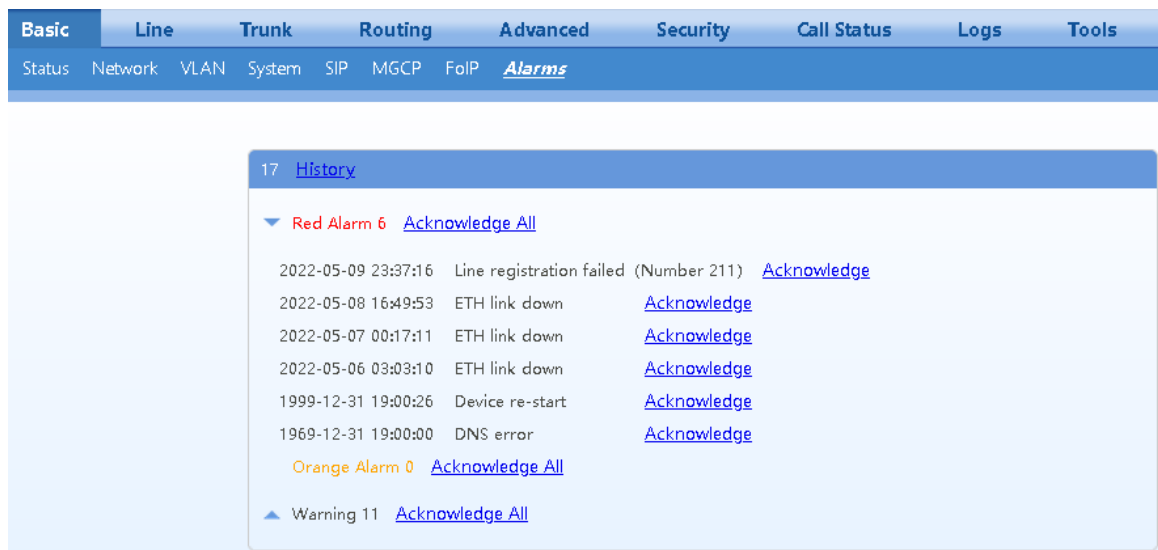 Basic Line Trunk Routing Advanced Security Call Status Logs Tools
Status Network VLAN System SIP MGCP FoIP Alarms
17 History
Red Alarm 6 Acknowledge All
2022-05-09 23:37:16 Line registration failed (Number 211) Acknowledge
2022-05-08 16:49:53 ETH link down Acknowledge
2022-05-07 00:17:11 ETH link down Acknowledge
2022-05-06 03:03:10 ETH link down Acknowledge
1999-12-31 19:00:26 Device re-start Acknowledge
1969-12-31 19:00:00 DNS error Acknowledge
Orange Alarm 0 Acknowledge All
Warning 11 Acknowledge All